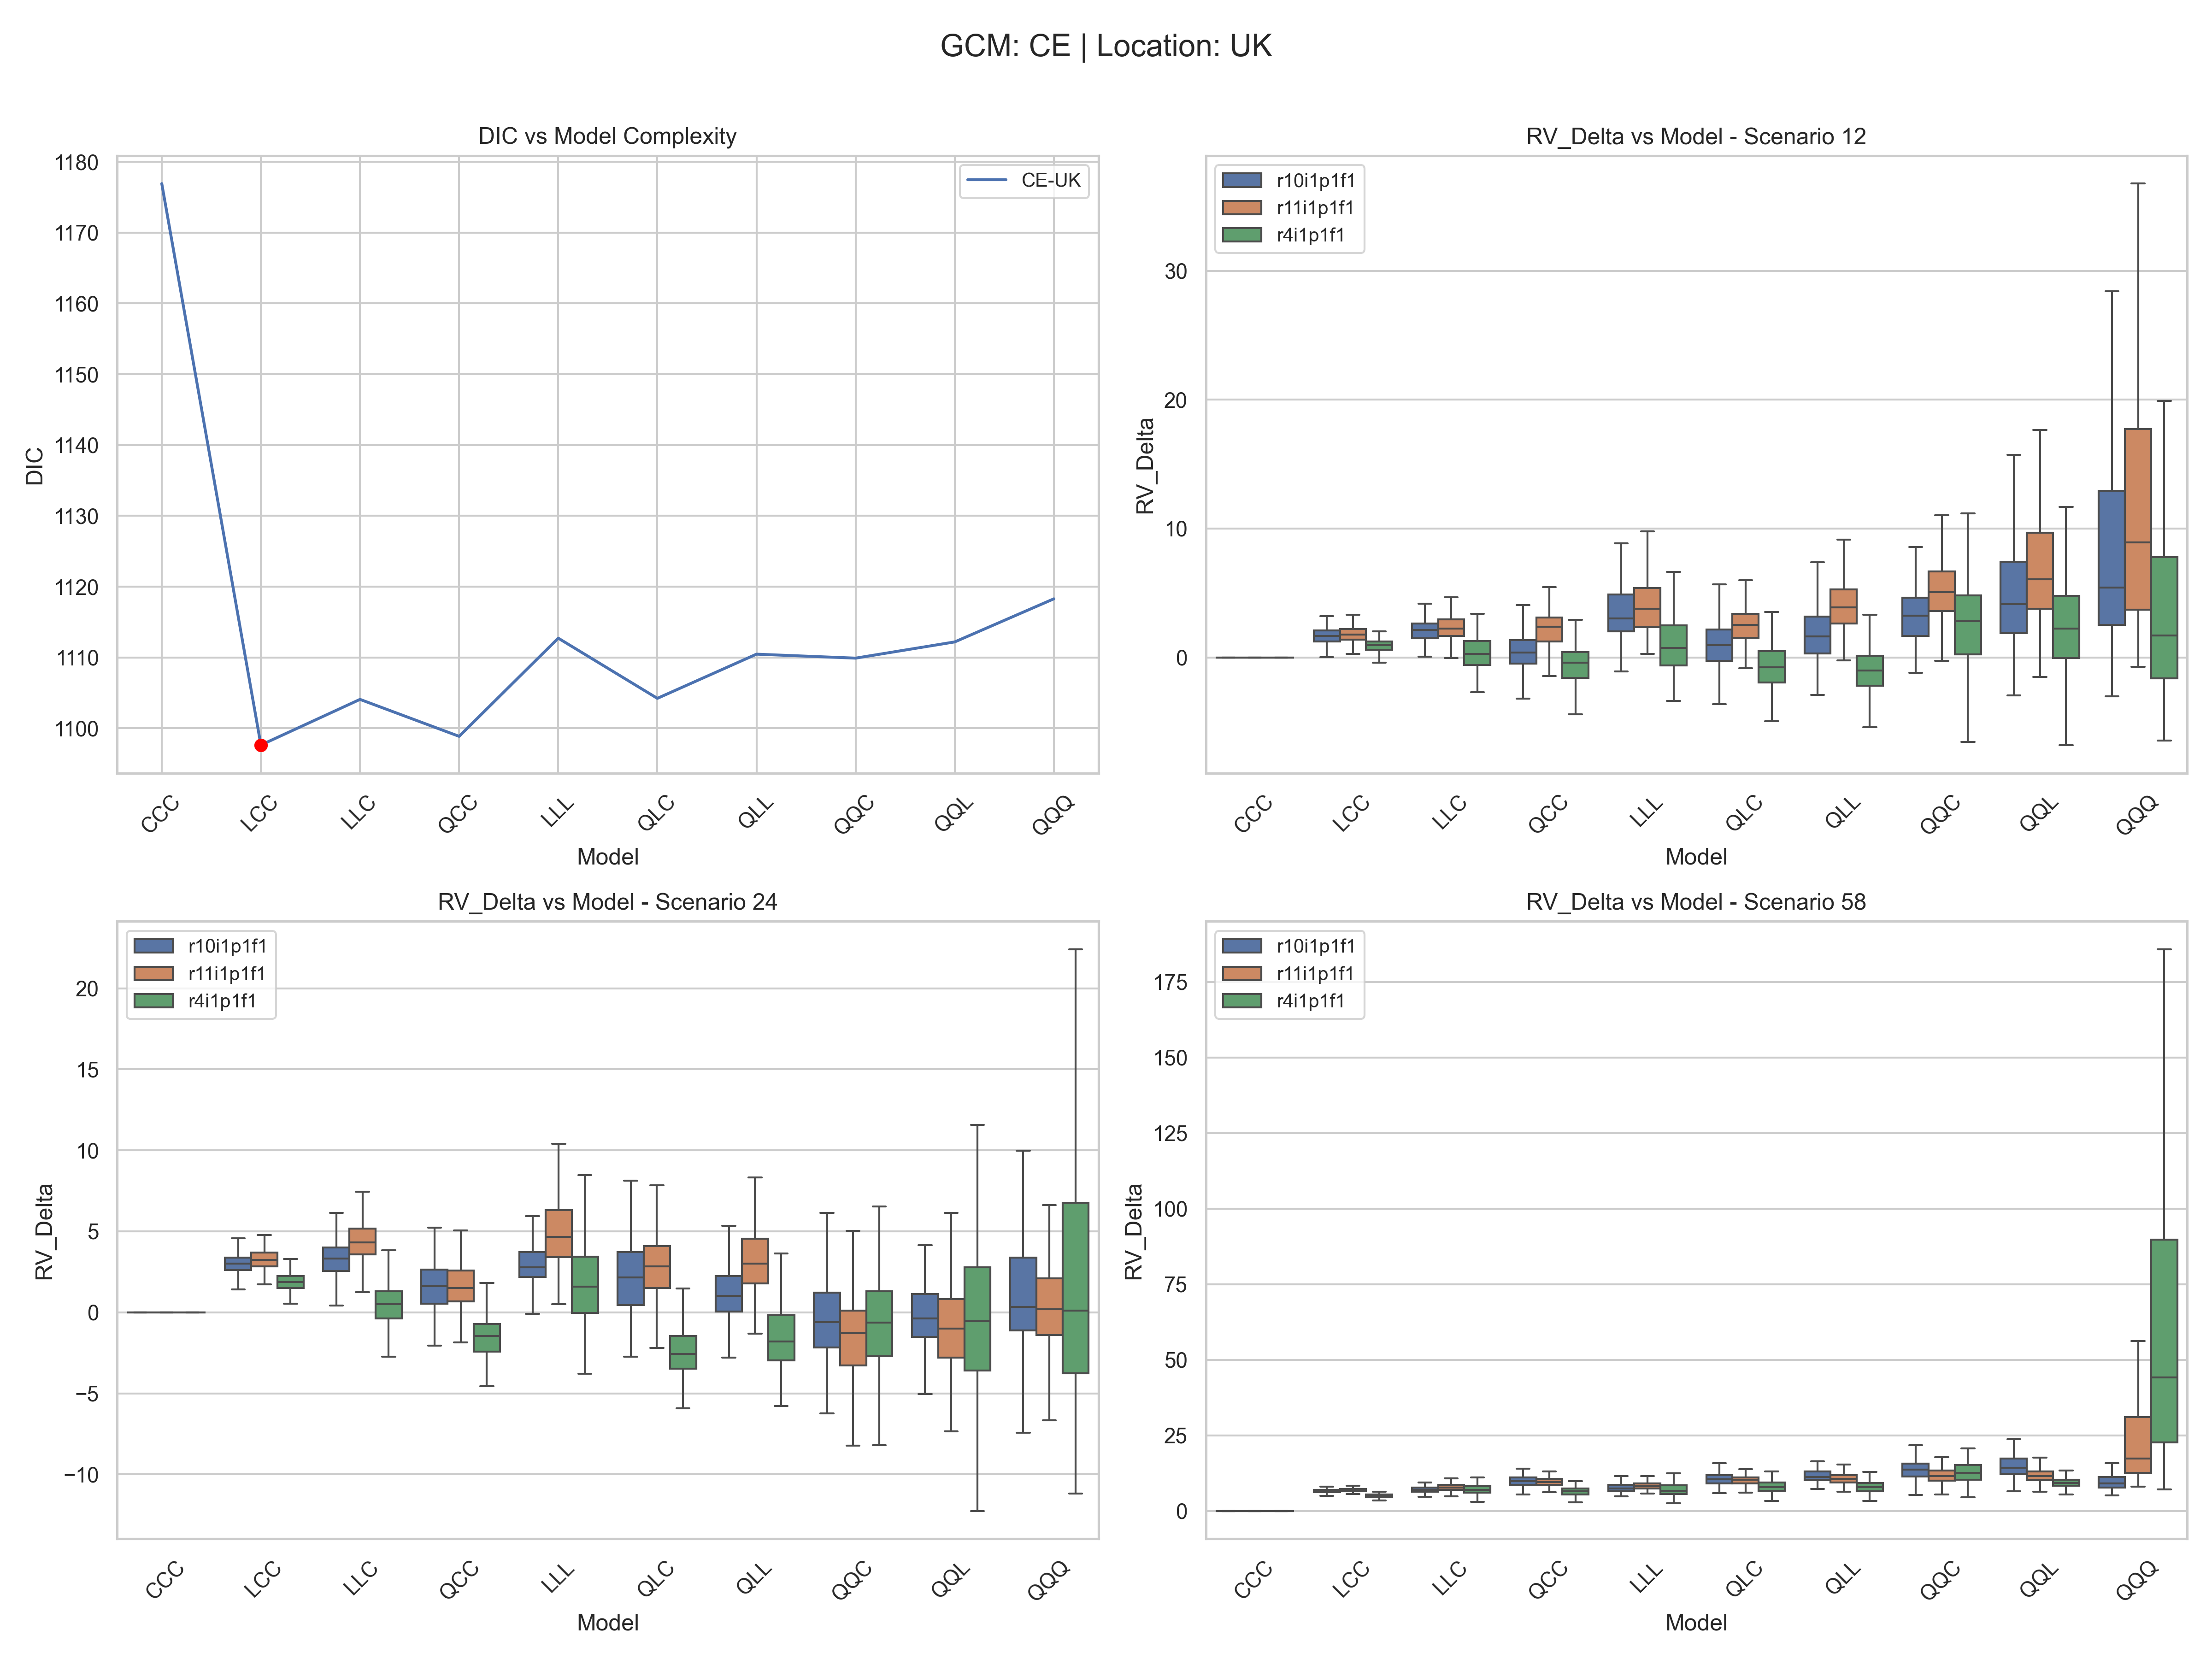 GCM: CE | Location: UK
DIC vs Model Complexity
1180
1170
1160
1150
1140
1130
1120
1110
1100
DIC
CE-UK
CCC
LCC
LLC
QCC
LLL
QLC
QLL
QQC
QQL
QQQ
Model
RV_Delta vs Model - Scenario 12
30
20
10
0
RV_Delta
r10i1p1f1
r11i1p1f1
r4i1p1f1
CCC
LCC
LLC
QCC
LLL
QLC
QLL
QQC
QQL
QQQ
Model
RV_Delta vs Model - Scenario 24
20
15
10
5
0
−5
−10
RV_Delta
r10i1p1f1
r11i1p1f1
r4i1p1f1
CCC
LCC
LLC
QCC
LLL
QLC
QLL
QQC
QQL
QQQ
Model
RV_Delta vs Model - Scenario 58
175
150
125
100
75
50
25
0
RV_Delta
r10i1p1f1
r11i1p1f1
r4i1p1f1
CCC
LCC
LLC
QCC
LLL
QLC
QLL
QQC
QQL
QQQ
Model